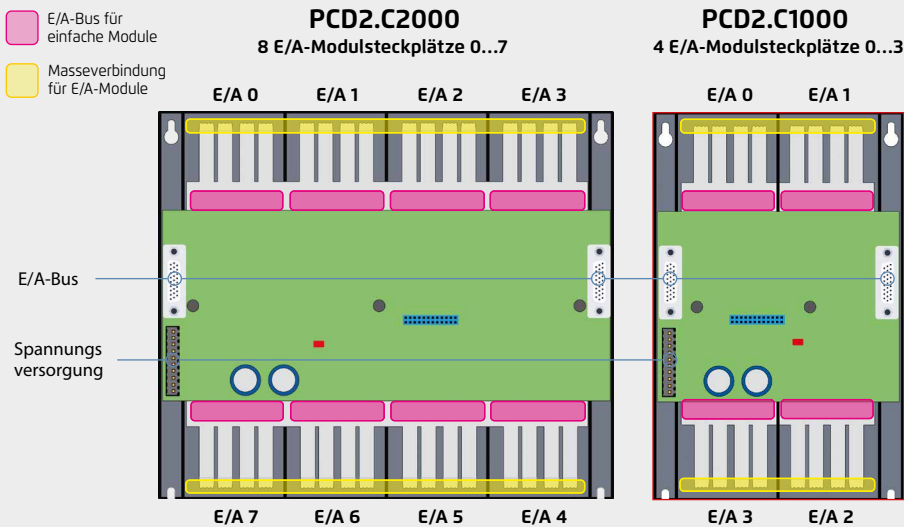 E/A-Bus für
einfache Module
Masseverbindung
für E/A-Module
PCD2.C2000
8 E/A-Modulsteckplätze 0...7
PCD2.C1000
4 E/A-Modulsteckplätze 0...3
E/A 0 E/A 1 E/A 2 E/A 3
E/A 0 E/A 1
E/A-Bus
Spannungs
versorgung
E/A 7 E/A 6 E/A 5 E/A 4
E/A 3 E/A 2